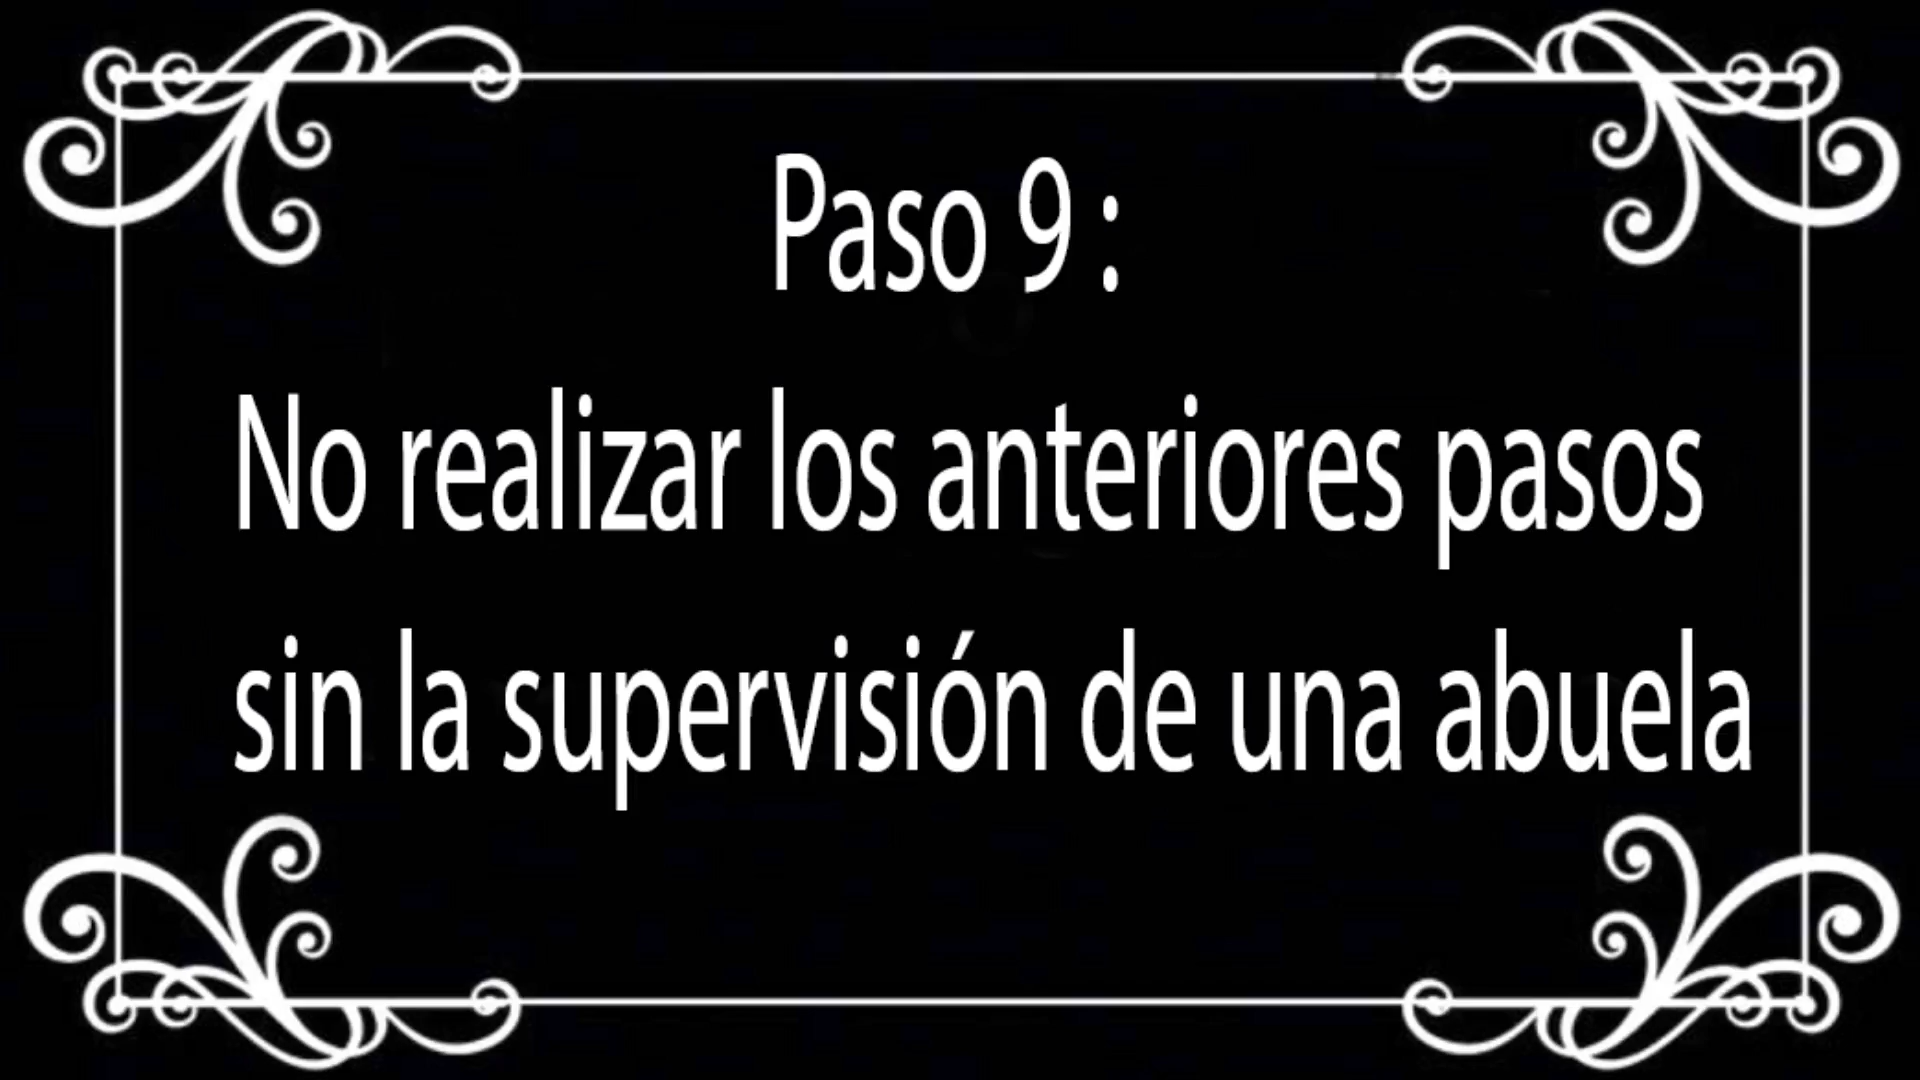 Paso 9 :
No realizar los anteriores pasos
sin la supervisión de una abuela